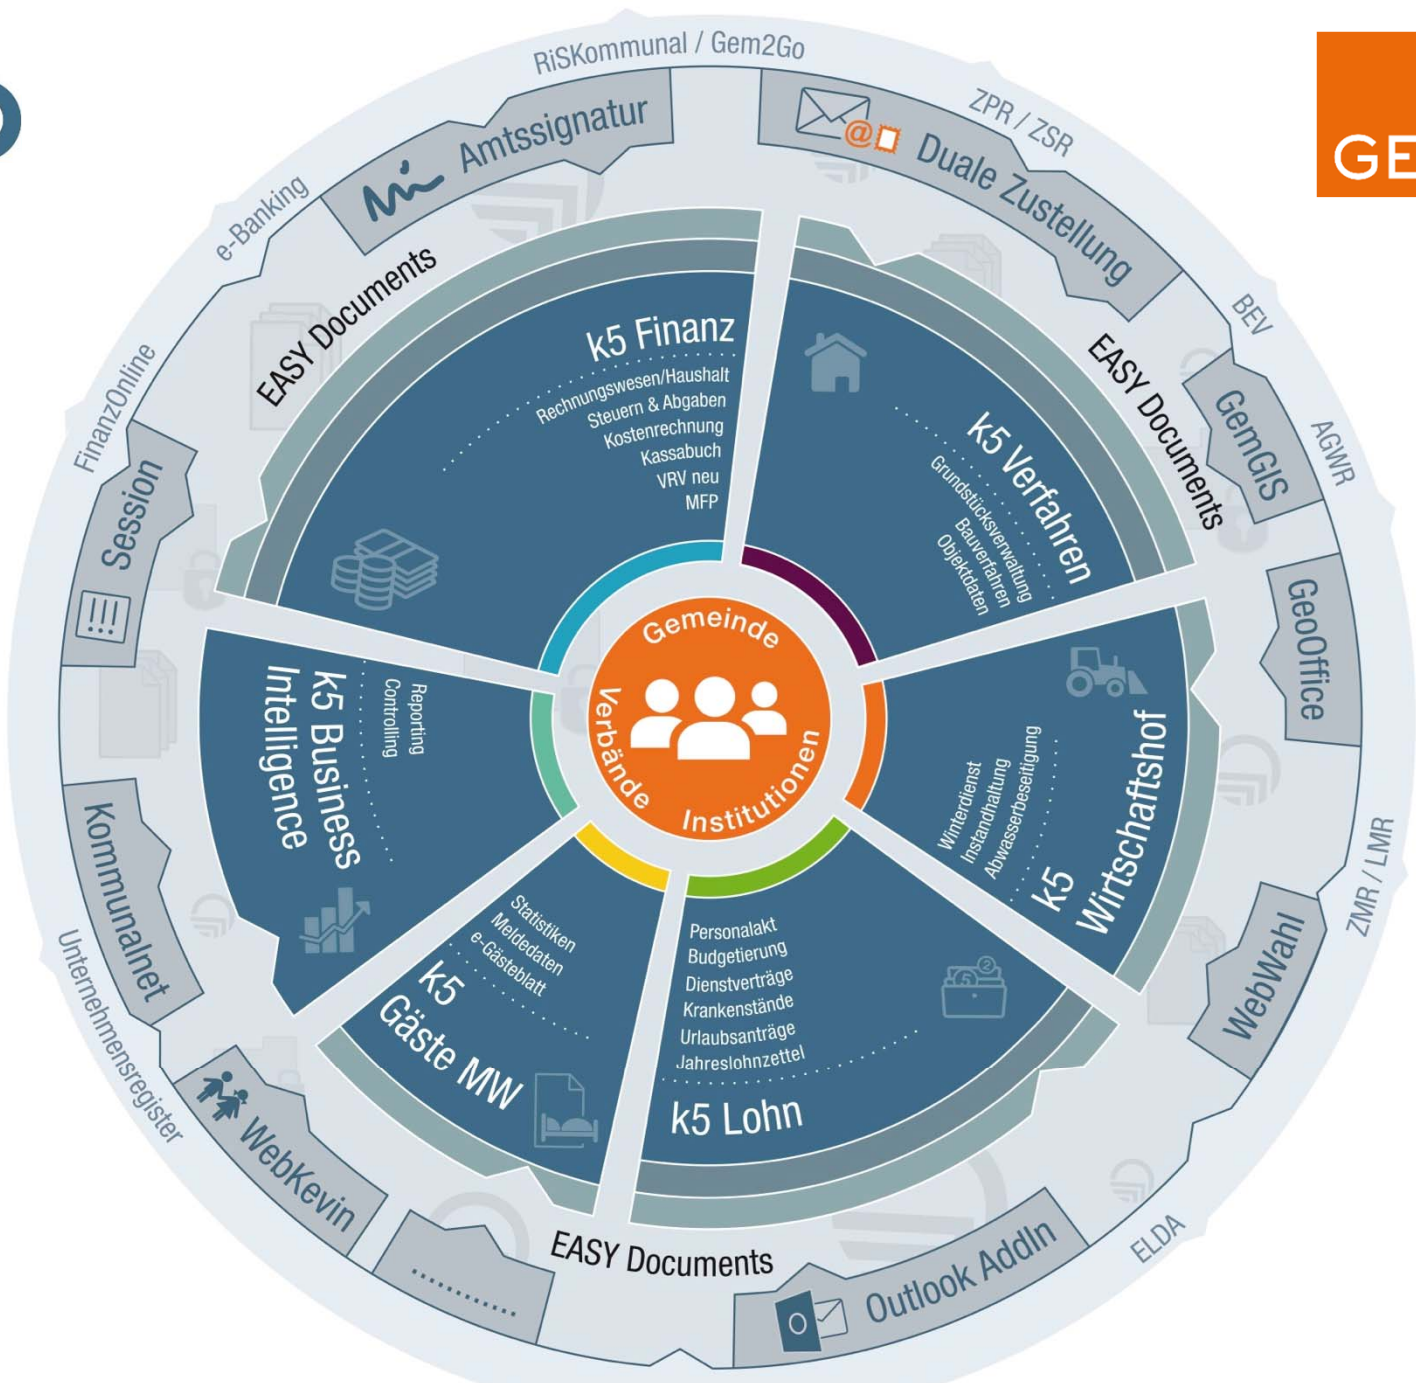 RiSKommunal / Gem2Go
ZPR / ZSR
BEV
AGWR
ZMR / LMR
ELDA
Unternehmensregister
FinanzOnline
e-Banking
GE
Amtssignatur
Duale Zustellung
@
GemGIS
GeoOffice
WebWahl
Outlook AddIn
............
WebKevin
Kommunalnet
Session
EASY Documents
EASY Documents
EASY Documents
k5 Finanz
Rechnungswesen/Haushalt
Steuern & Abgaben
Kostenrechnung
Kassabuch
VRV neu
MFP
k5 Verfahren
Grundstücksverwaltung
Bauverfahren
Objektdaten
k5
Wirtschaftshof
Winterdienst
Instandhaltung
Abwasserbeseitigung
Personalakt
Budgetierung
Dienstverträge
Krankenstände
Urlaubsanträge
Jahreslohnzettel
k5 Lohn
5
2
Statistiken
Meldedaten
e-Gästeblatt
k5
Gäste MW
k5 Business
Intelligence
Reporting
Controlling
Gemeinde
Verbände
Institutionen